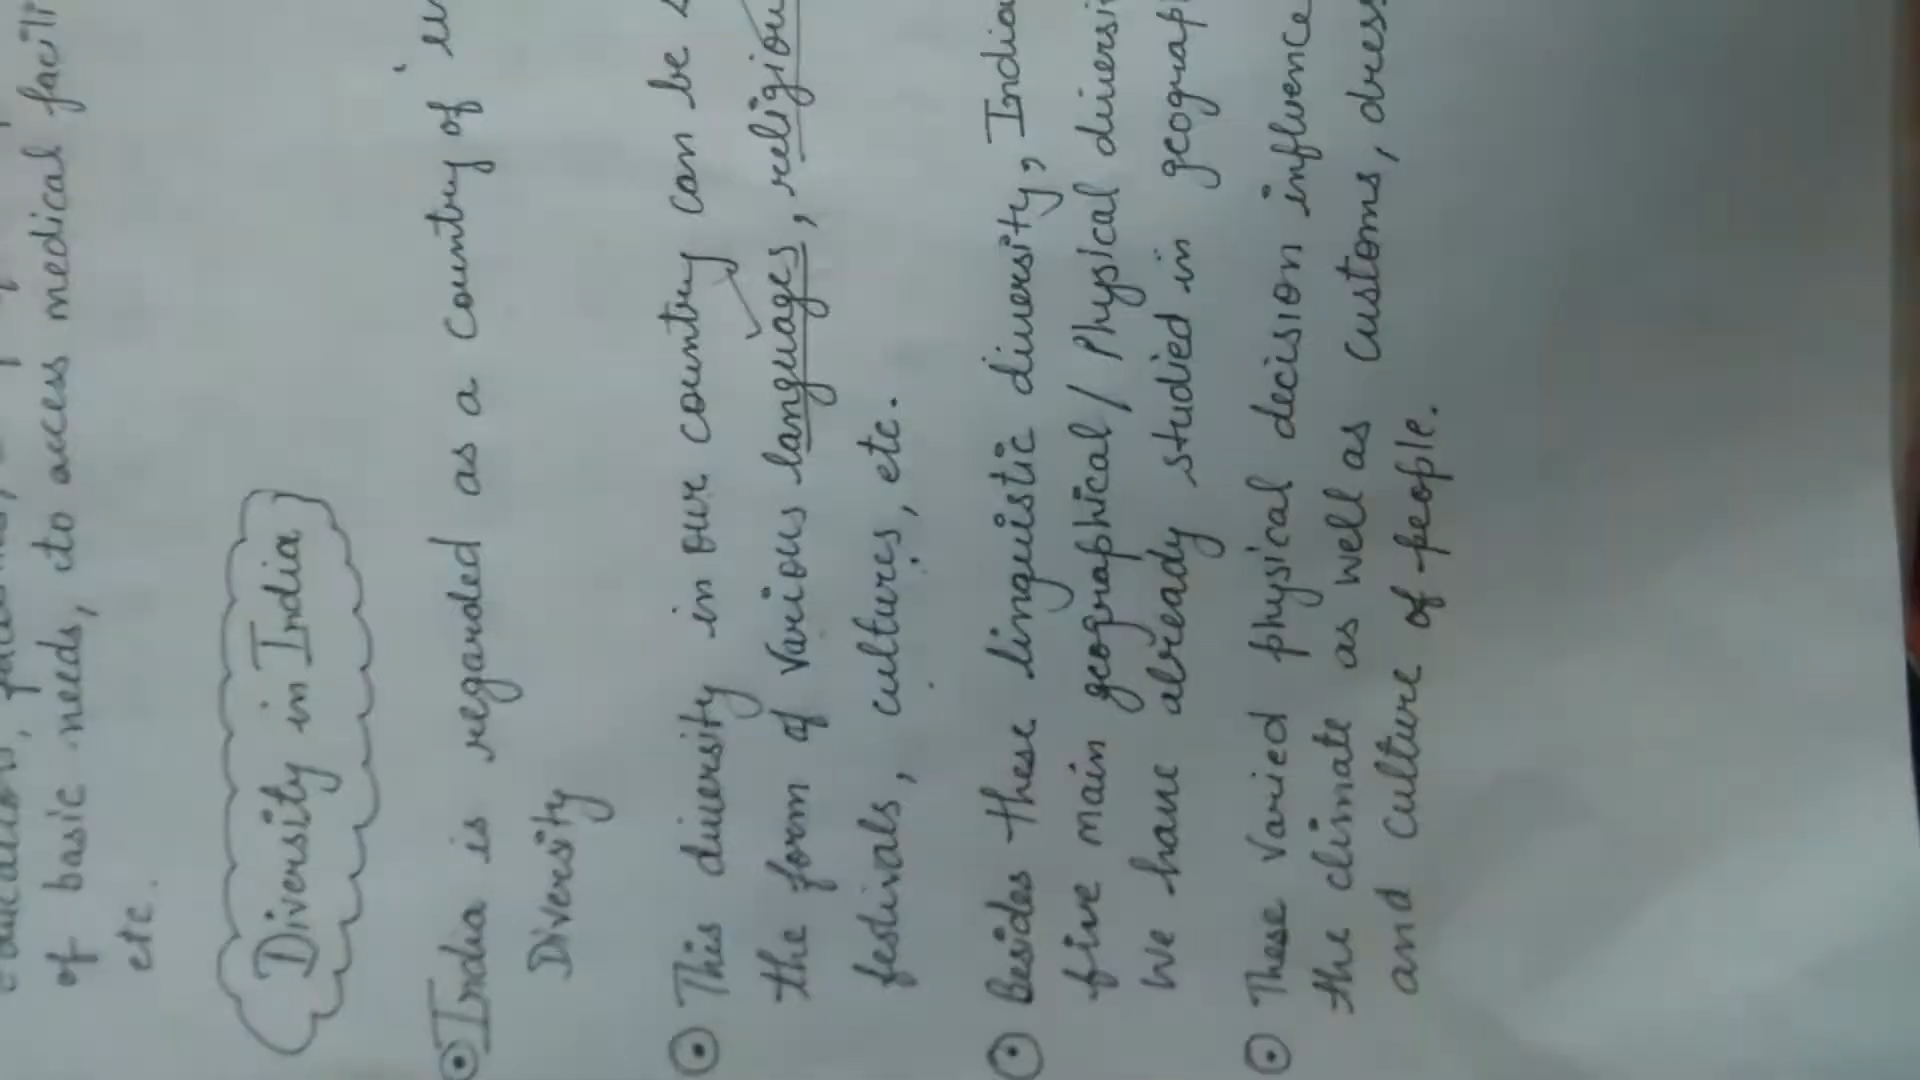 of basic needs, to access medical facili
etc.
Diversity in India
India is regarded as a country of
Diversity
This diversity in our country can be
the form of various languages, religiou
festivals, cultures, etc.
Besides these linguistic diversity, India
five main geographical / Physical diversi
We have already studied in geograp
These varied physical decision influence
the climate as well as customs, dress
and culture of people.